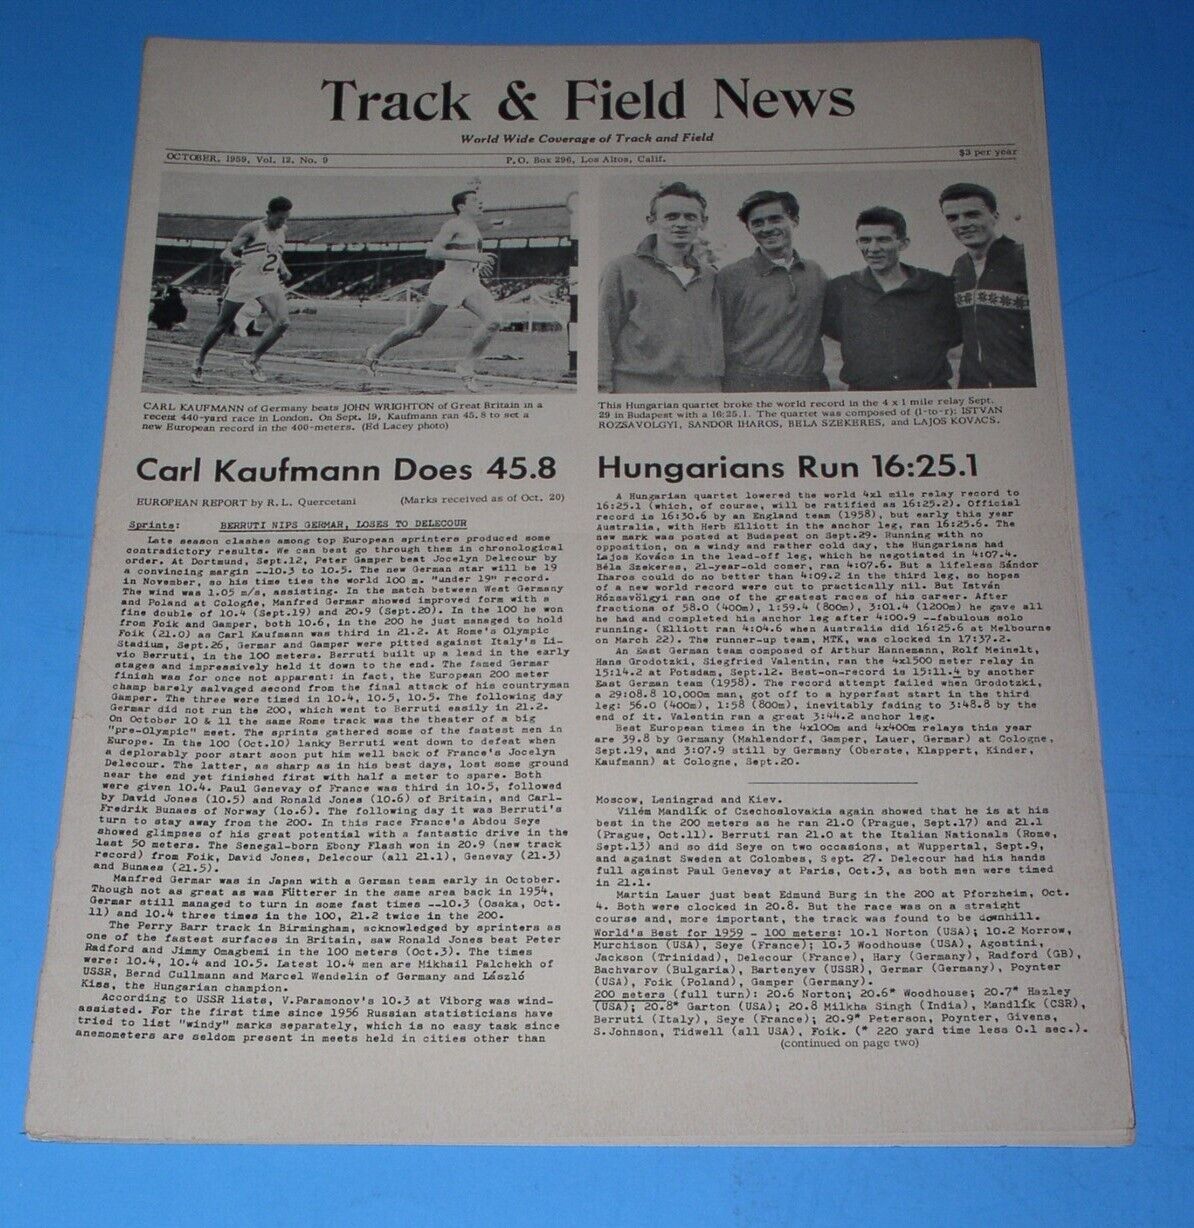 Track & Field News
World Wide Coverage of Track and Field
OCTOBER, 1959, Vol. 12, No. 9
P.O. Box 296, Los Altos, Calif.
$3 per year
2
CARL KAUFMANN of Germany beats JOHN WRIGHTON of Great Britain in a
recent 440-yard race in London. On Sept. 19, Kaufmann ran 45.8 to set a
new European record in the 400-meters. (Ed Lacey photo)
This Hungarian quartet broke the world record in the 4 x 1 mile relay Sept.
29 in Budapest with a 16:25.1. The quartet was composed of (l-to-r): ISTVAN
ROZSAVOLGYI, SANDOR IHAROS, BELA SZEKERES, and LAJOS KOVACS.
Carl Kaufmann Does 45.8
EUROPEAN REPORT by R.L. Quercetani
(Marks received as of Oct. 20)
Sprints: BERRUTI NIPS GERMAR, LOSES TO DELECOUR
Late season clashes among top European sprinters produced some
contradictory results. We can best go through them in chronological
order. At Dortmund, Sept.12, Peter Gamper beat Jocelyn Delecour by
a convincing margin --10.3 to 10.5. The new German star will be 19
in November, so his time ties the world 100 m. "under 19" record.
The wind was 1.05 m/s, assisting. In the match between West Germany
and Poland at Cologne, Manfred Germar showed improved form with a
fine double of 10.4 (Sept.19) and 20.9 (Sept.20). In the 100 he won
from Foik and Gamper, both 10.6, in the 200 he just managed to hold
Foik (21.0) as Carl Kaufmann was third in 21.2. At Rome's Olympic
Stadium, Sept.26, Germar and Gamper were pitted against Italy's Li-
vio Berruti, in the 100 meters. Berruti built up a lead in the early
stages and impressively held it down to the end. The famed Germar
finish was for once not apparent: in fact, the European 200 meter
champ barely salvaged second from the final attack of his countryman
Gamper. The three were timed in 10.4, 10.5, 10.5. The following day
Germar did not run the 200, which went to Berruti easily in 21.2.
On October 10 & 11 the same Rome track was the theater of a big
"pre-Olympic" meet. The sprints gathered some of the fastest men in
Europe. In the 100 (Oct.10) lanky Berruti went down to defeat when
a deplorably poor start soon put him well back of France's Jocelyn
Delecour. The latter, as sharp as in his best days, lost some ground
near the end yet finished first with half a meter to spare. Both
were given 10.4. Paul Genevay of France was third in 10.5, followed
by David Jones (10.5) and Ronald Jones (10.6) of Britain, and Carl-
Fredrik Bunaes of Norway (1o.6). The following day it was Berruti's
turn to stay away from the 200. In this race France's Abdou Seye
showed glimpses of his great potential with a fantastic drive in the
last 50 meters. The Senegal-born Ebony Flash won in 20.9 (new track
record) from Foik, David Jones, Delecour (all 21.1), Genevay (21.3)
and Bunaes (21.5).
Manfred Germar was in Japan with a German team early in October.
Though not as great as was Fütterer in the same area back in 1954,
Germar still managed to turn in some fast times --10.3 (Osaka, Oct.
11) and 10.4 three times in the 100, 21.2 twice in the 200.
The Perry Barr track in Birmingham, acknowledged by sprinters as
one of the fastest surfaces in Britain, saw Ronald Jones beat Peter
Radford and Jimmy Omagbemi in the 100 meters (Oct.3). The times
were: 10.4, 10.4 and 10.5. Latest 10.4 men are Mikhail Palchekh of
USSR, Bernd Cullmann and Marcel Wendelin of Germany and László
Kiss, the Hungarian champion.
According to USSR lists, V.Paramonov's 10.3 at Viborg was wind-
assisted. For the first time since 1956 Russian statisticians have
tried to list "windy" marks separately, which is no easy task since
anemometers are seldom present in meets held in cities other than
Hungarians Run 16:25.1
A Hungarian quartet lowered the world 4x1 mile relay record to
16:25.1 (which, of course, will be ratified as 16:25.2). Official
record is 16:30.6 by an England team (1958), but early this year
Australia, with Herb Elliott in the anchor leg, ran 16:25.6. The
new mark was posted at Budapest on Sept.29. Running with no
opposition, on a windy and rather cold day, the Hungarians had
Lajos Kovács in the lead-off leg, which he negotiated in 4:07.4.
Béla Szekeres, 21-year-old comer, ran 4:07.6. But a lifeless Sándor
Iharos could do no better than 4:09.2 in the third leg, so hopes
of a new world record were cut to practically nil. But István
Rózsavölgyi ran one of the greatest races of his career. After
fractions of 58.0 (400m), 1:59.4 (800m), 3:01.4 (1200m) he gave all
he had and completed his anchor leg after 4:00.9 --fabulous solo
running. (Elliott ran 4:04.6 when Australia did 16:25.6 at Melbourne
on March 22). The runner-up team, MTK, was clocked in 17:37.2.
An East German team composed of Arthur Hannemann, Rolf Meinelt,
Hans Grodotzki, Siegfried Valentin, ran the 4x1500 meter relay in
15:14.2 at Potsdam, Sept.12. Best-on-record is 15:11.4 by another
East German team (1958). The record attempt failed when Grodotzki,
a 29:08.8 10,000m man, got off to a hyperfast start in the third
leg: 56.0 (400m), 1:58 (800m), inevitably fading to 3:48.8 by the
end of it. Valentin ran a great 3:44.2 anchor leg.
Best European times in the 4x100m and 4x400m relays this year
are 39.8 by Germany (Mahlendorf, Gamper, Lauer, Germar) at Cologne,
Sept.19, and 3:07.9 still by Germany (Oberste, Klappert, Kinder,
Kaufmann) at Cologne, Sept.20.
Moscow, Leningrad and Kiev.
Vilém Mandlík of Czechoslovakia again showed that he is at his
best in the 200 meters as he ran 21.0 (Prague, Sept.17) and 21.1
(Prague, Oct.11). Berruti ran 21.0 at the Italian Nationals (Rome,
Sept.13) and so did Seye on two occasions, at Wuppertal, Sept.9,
and against Sweden at Colombes, Sept. 27. Delecour had his hands
full against Paul Genevay at Paris, Oct.3, as both men were timed
in 21.1.
Martin Lauer just beat Edmund Burg in the 200 at Pforzheim, Oct.
4. Both were clocked in 20.8. But the race was on a straight
course and, more important, the track was found to be downhill.
World's Best for 1959 - 100 meters: 10.1 Norton (USA); 10.2 Morrow,
Murchison (USA), Seye (France); 10.3 Woodhouse (USA), Agostini,
Jackson (Trinidad), Delecour (France), Hary (Germany), Radford (GB),
Bachvarov (Bulgaria), Bartenyev (USSR), Germar (Germany), Poynter
(USA), Foik (Poland), Gamper (Germany).
200 meters (full turn): 20.6 Norton; 20.6* Woodhouse; 20.7* Hazley
(USA); 20.8* Garton (USA); 20.8 Milkha Singh (India), Mandlík (CSR),
Berruti (Italy), Seye (France); 20.9* Peterson, Poynter, Givens,
S.Johnson, Tidwell (all USA), Foik. (* 220 yard time less 0.1 sec.).
(continued on page two)